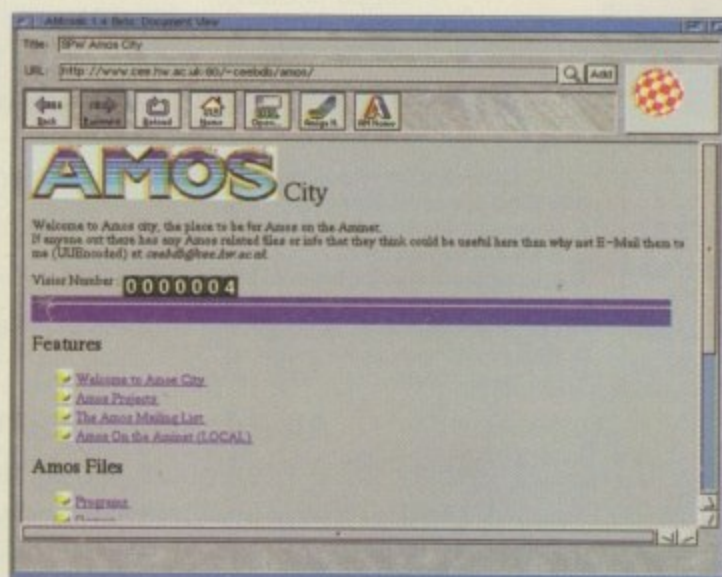 AMosaic 1.4 Beta: Document View
Title: BPW Amos City
URL: http://www.cee.hw.ac.uk:80/~ceebdb/amos/
Add
Back
Reload
Home
Open...
AM Home
AMOS City
Welcome to Amos city, the place to be for Amos on the Aminet.
If anyone out there has any Amos related files or info that they think could be useful here than why not E-Mail them to
me (UUEncoded) at ceebdb@cee.hw.ac.uk
Visitor Number: 0000004
Features
Welcome to Amos City
Amos Projects
The Amos Mailing List
Amos On the Aminet (LOCAL)
Amos Files
Programs